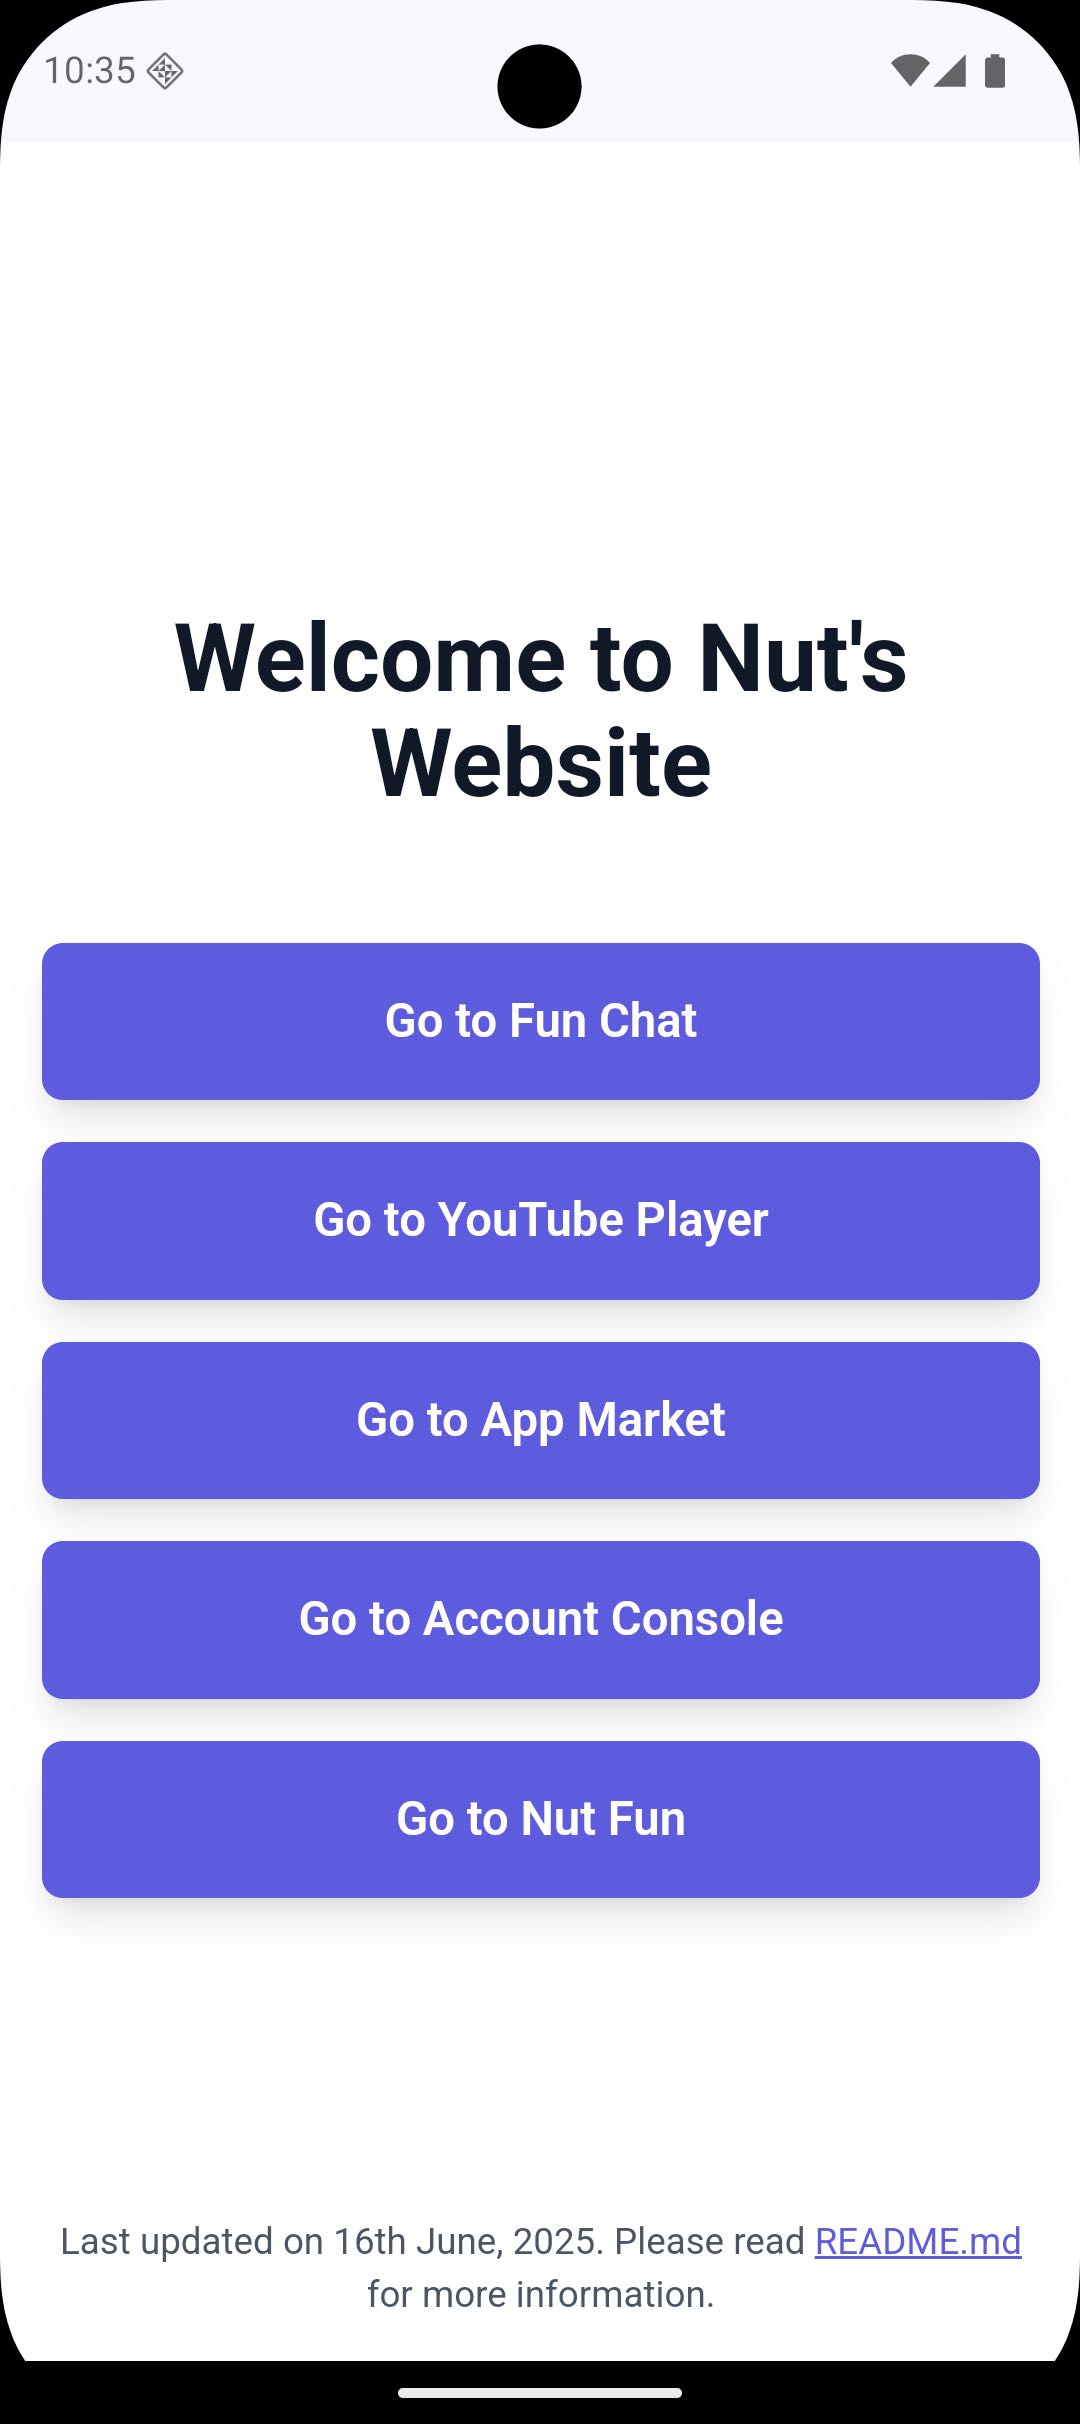 10:35
Welcome to Nut's
Website
Go to Fun Chat
Go to YouTube Player
Go to App Market
Go to Account Console
Go to Nut Fun
Last updated on 16th June, 2025. Please read README.md
for more information.